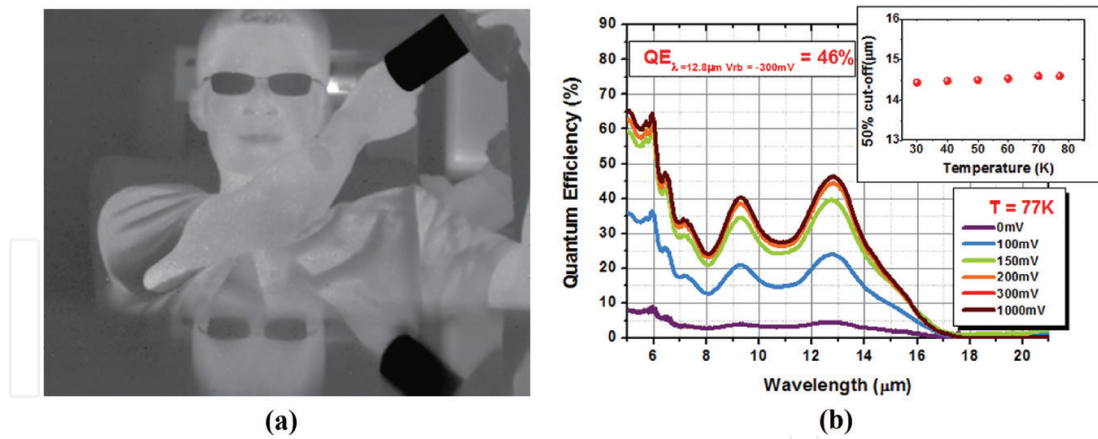 90
80
70
60
50
40
30
20
10
0
Quantum Efficiency (%)
QE λ=12.8μm Vrb = -300mV = 46%
16
15
14
13
50% cut-off(μm)
30 40 50 60 70 80
Temperature (K)
T = 77K
0mV
100mV
150mV
200mV
300mV
1000mV
6 8 10 12 14 16 18 20
Wavelength (μm)
(a)
(b)